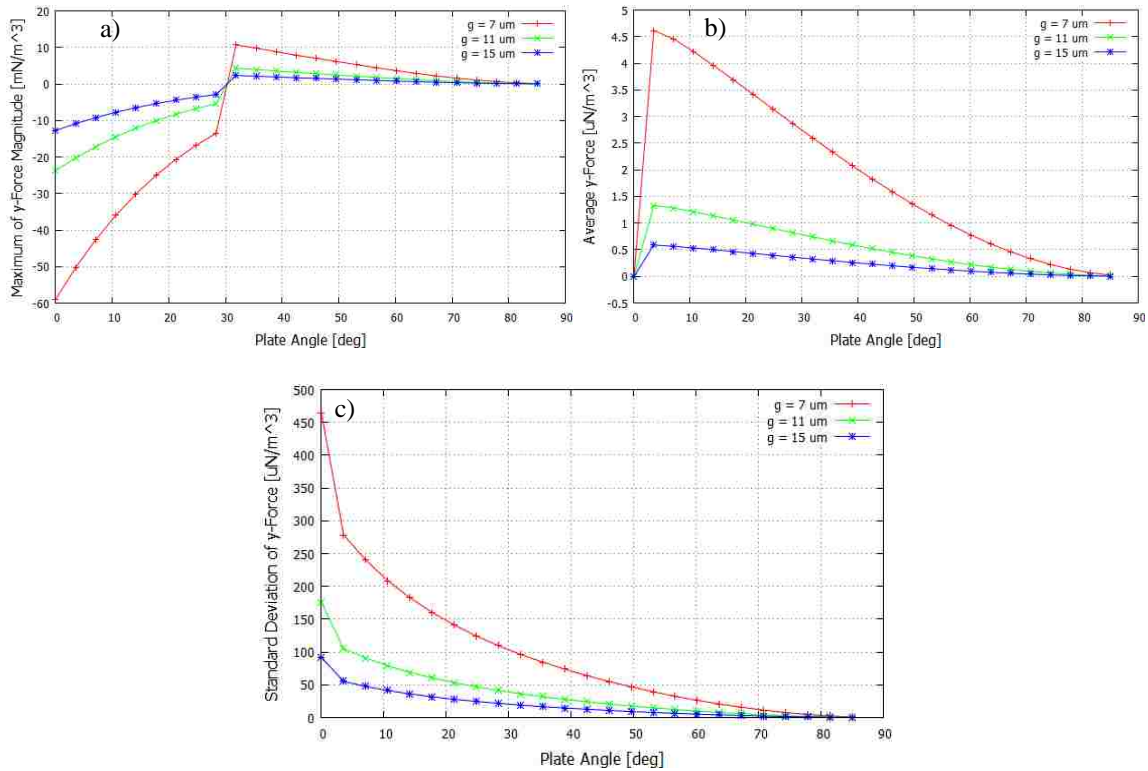 a)
g = 7 um
g = 11 um
g = 15 um
Maximum of y-Force Magnitude [mN/m^3]
20
10
0
-10
-20
-30
-40
-50
-60
0 10 20 30 40 50 60 70 80 90
Plate Angle [deg]
b)
g = 7 um
g = 11 um
g = 15 um
Average y-Force [uN/m^3]
5
4.5
4
3.5
3
2.5
2
1.5
1
0.5
0
-0.5
0 10 20 30 40 50 60 70 80 90
Plate Angle [deg]
c)
g = 7 um
g = 11 um
g = 15 um
Standard Deviation of y-Force [uN/m^3]
500
450
400
350
300
250
200
150
100
50
0
0 10 20 30 40 50 60 70 80 90
Plate Angle [deg]